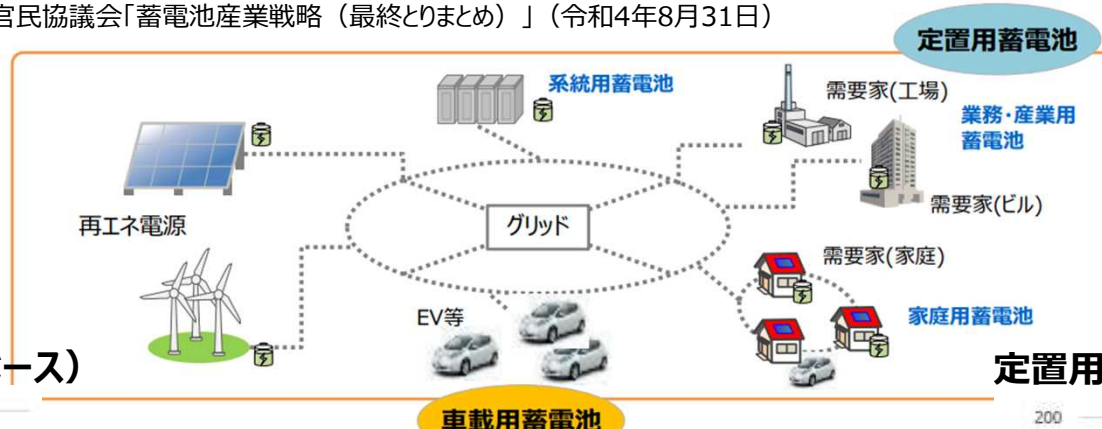 官民協議会「蓄電池産業戦略（最終とりまとめ）」（令和4年8月31日）
定置用蓄電池
系統用蓄電池
需要家(工場)
業務・産業用
蓄電池
再エネ電源
グリッド
需要家(ビル)
需要家(家庭)
EV等
家庭用蓄電池
ース）
定置用
車載用蓄電池
200